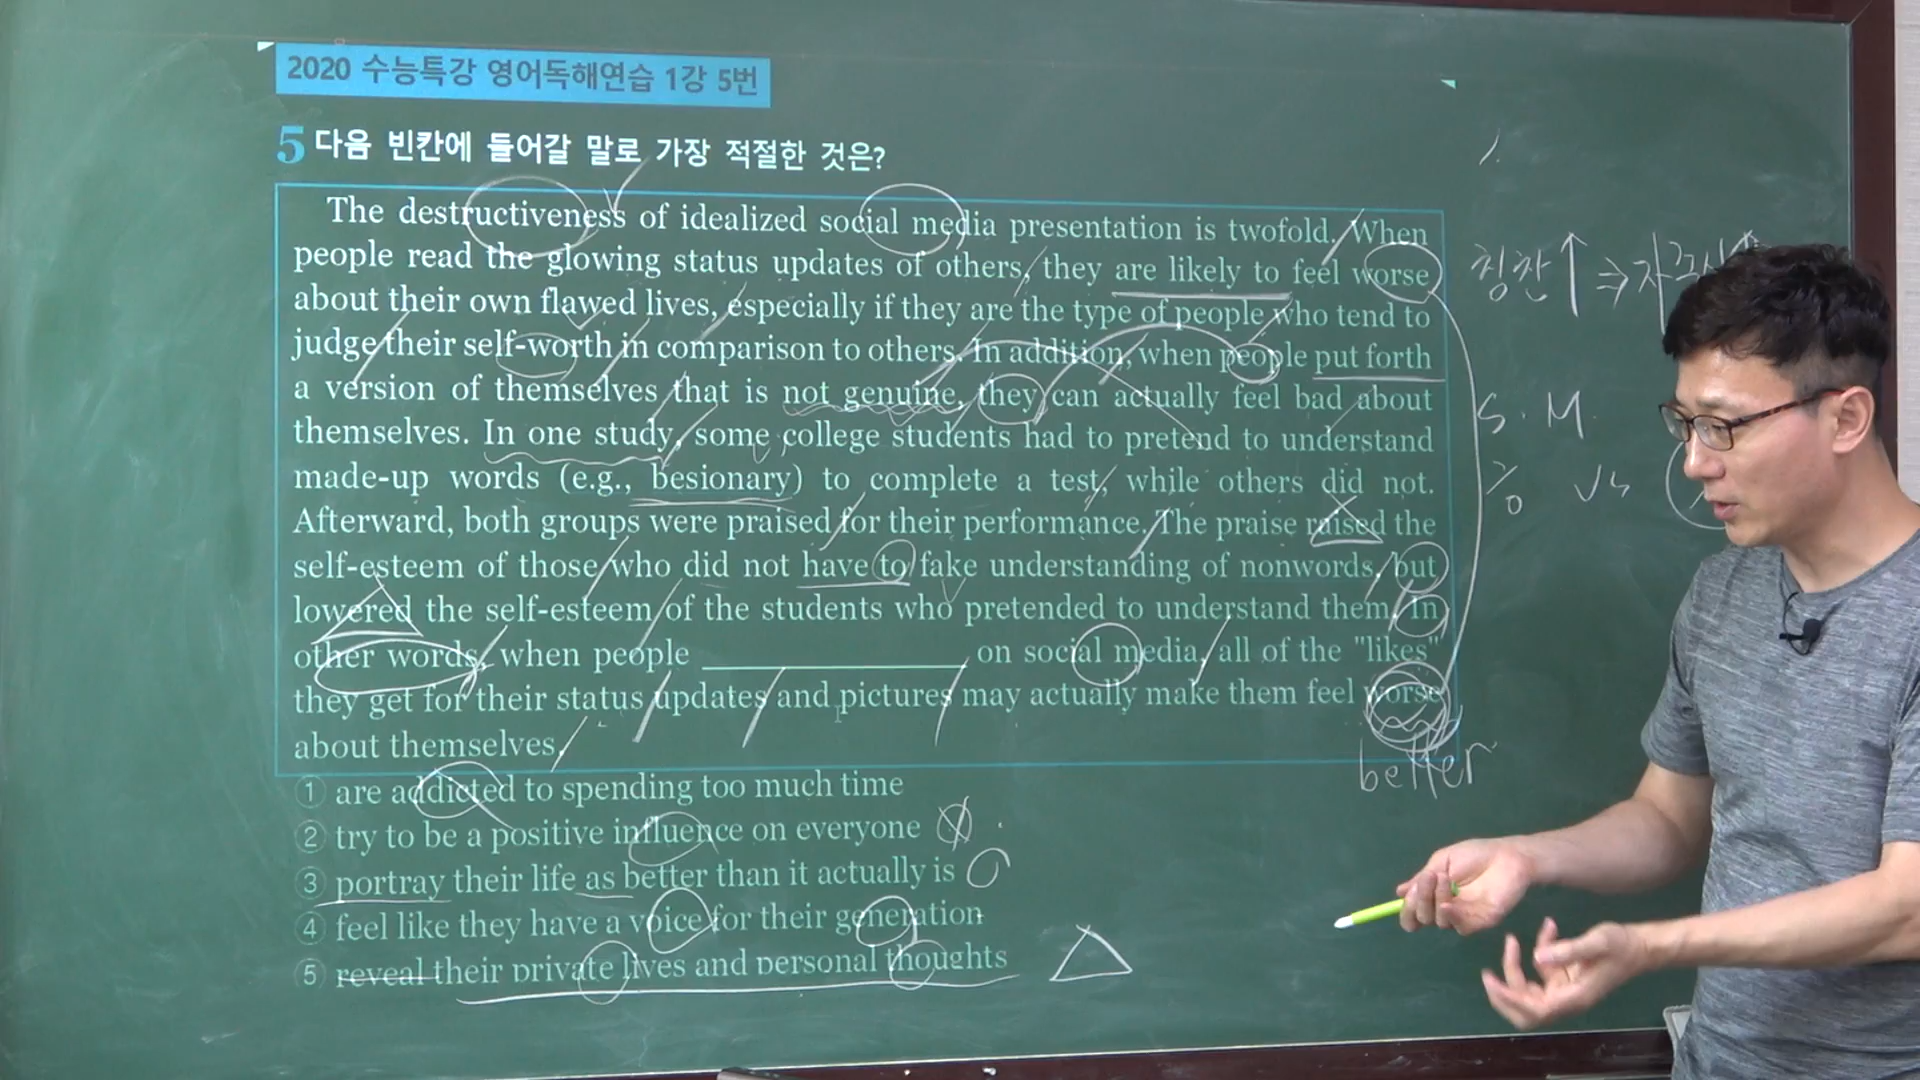 2020 수능특강 영어독해연습 1강 5번
5 다음 빈칸에 들어갈 말로 가장 적절한 것은?
The destructiveness of idealized social media presentation is twofold. When
people read the glowing status updates of others, they are likely to feel worse
about their own flawed lives, especially if they are the type of people who tend to
judge their self-worth in comparison to others. In addition, when people put forth
a version of themselves that is not genuine, they can actually feel bad about
themselves. In one study, some college students had to pretend to understand
made-up words (e.g., besionary) to complete a test, while others did not.
Afterward, both groups were praised for their performance. The praise raised the
self-esteem of those who did not have to fake understanding of nonwords, but
lowered the self-esteem of the students who pretended to understand them. In
other words, when people ____________ on social media, all of the "likes"
they get for their status updates and pictures may actually make them feel worse
about themselves.
better
① are addicted to spending too much time
② try to be a positive influence on everyone
③ portray their life as better than it actually is
④ feel like they have a voice for their generation
⑤ reveal their private lives and personal thoughts
칭찬↑ ⇒ 자
S. M.
vs